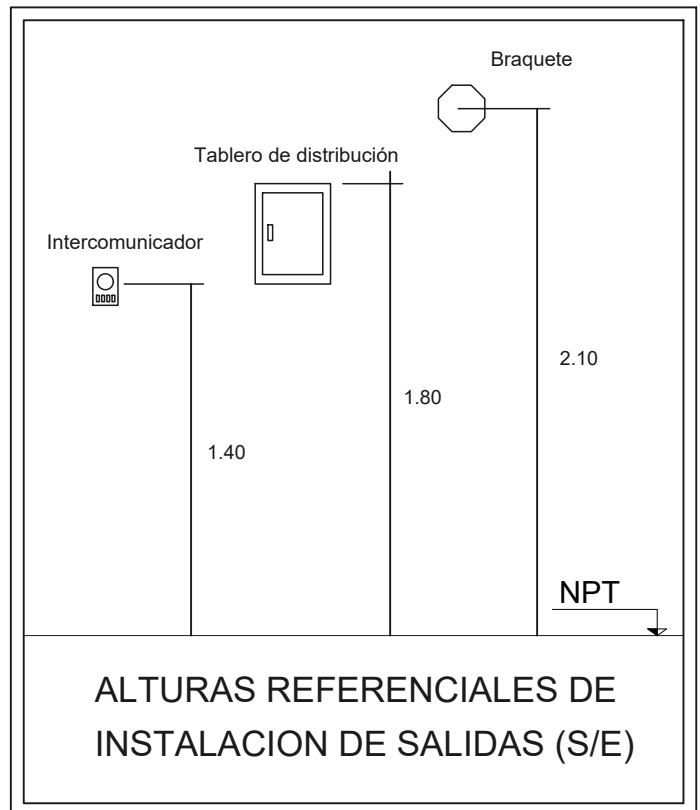 Braquete
Tablero de distribución
Intercomunicador
2.10
1.80
1.40
NPT
ALTURAS REFERENCIALES DE
INSTALACION DE SALIDAS (S/E)